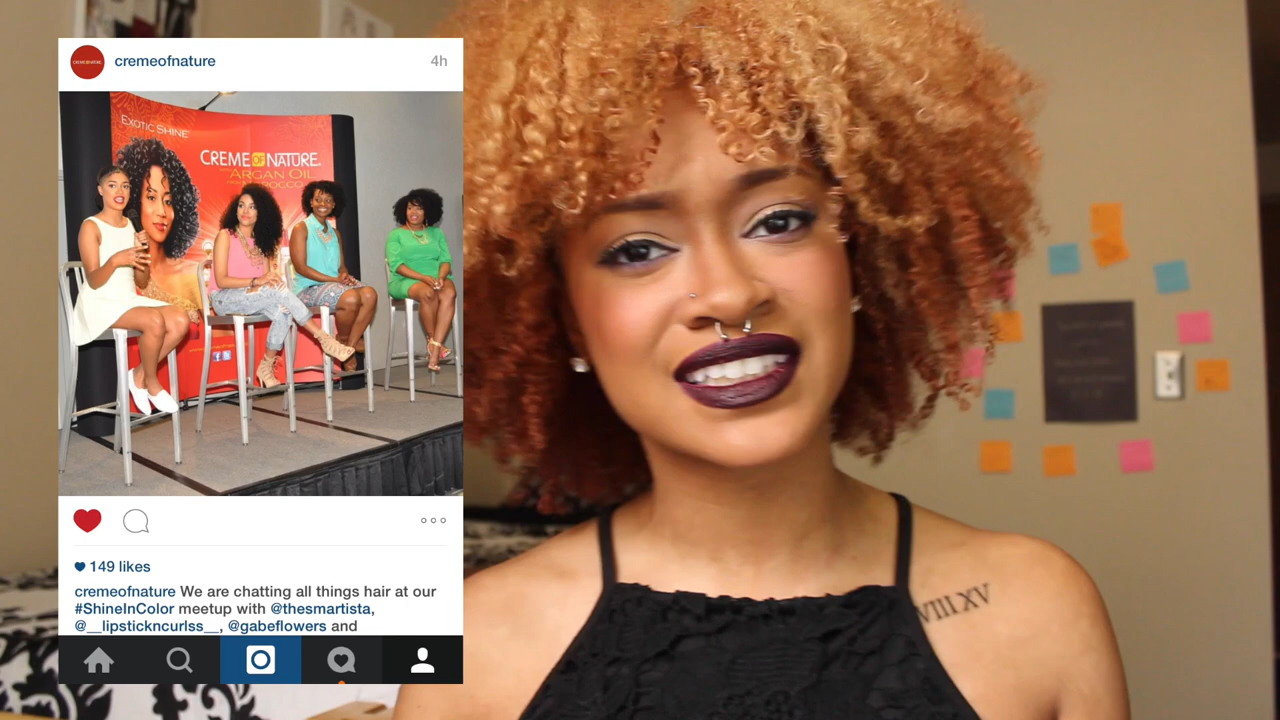 cremeofnature
4h
EXOTIC SHINE
CREME OF NATURE
ARGAN OIL
149 likes
cremeofnature We are chatting all things hair at our
#ShineInColor meetup with @thesmartista,
@__lipstickncurlss__, @gabeflowers and
VIII XV